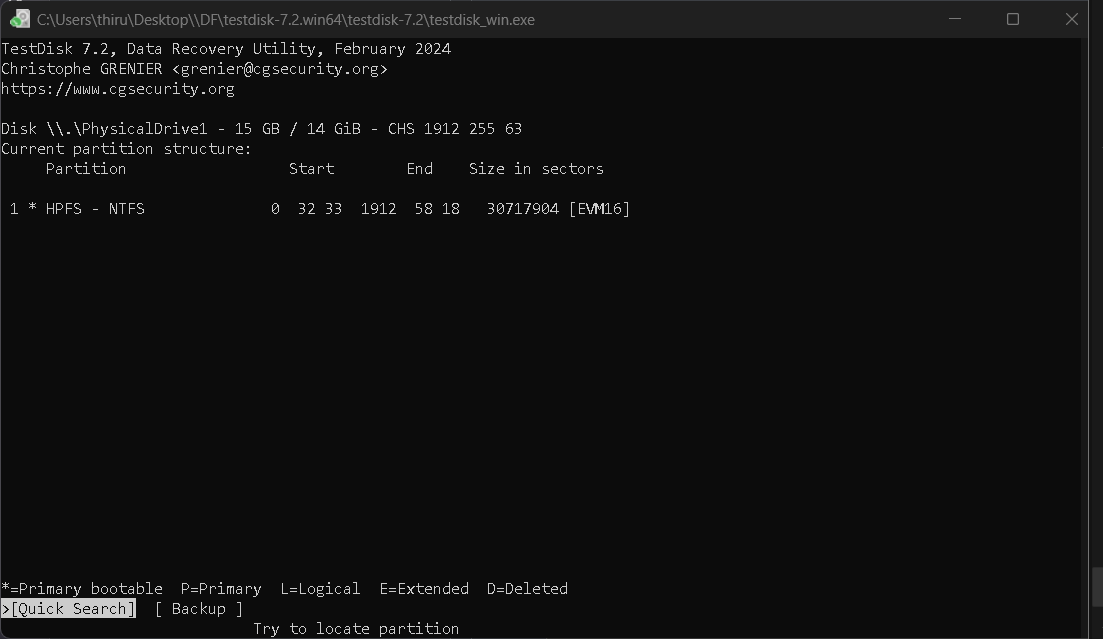 C:\Users\thiru\Desktop\\DF\testdisk-7.2.win64\testdisk-7.2\testdisk_win.exe
TestDisk 7.2, Data Recovery Utility, February 2024
Christophe GRENIER <grenier@cgsecurity.org>
https://www.cgsecurity.org
Disk \\.\PhysicalDrive1 - 15 GB / 14 GiB - CHS 1912 255 63
Current partition structure:
     Partition                  Start        End    Size in sectors
 1 * HPFS - NTFS              0  32 33  1912  58 18   30717904 [EVM16]
*=Primary bootable  P=Primary  L=Logical  E=Extended  D=Deleted
>[Quick Search]  [ Backup ]
                            Try to locate partition